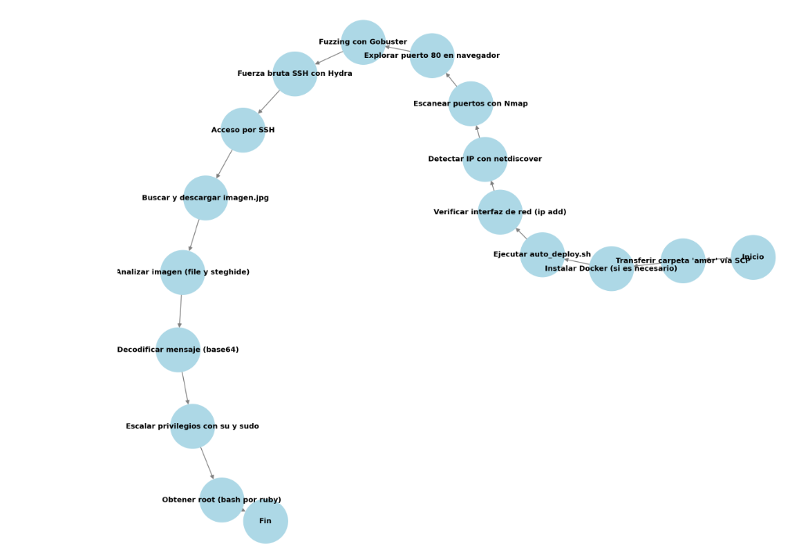 Inicio
Transferir carpeta 'amor' vía SCP
Instalar Docker (si es necesario)
Ejecutar auto_deploy.sh
Verificar interfaz de red (ip add)
Detectar IP con netdiscover
Escanear puertos con Nmap
Explorar puerto 80 en navegador
Fuzzing con Gobuster
Fuerza bruta SSH con Hydra
Acceso por SSH
Buscar y descargar imagen.jpg
Analizar imagen (file y steghide)
Decodificar mensaje (base64)
Escalar privilegios con su y sudo
Obtener root (bash por ruby)
Fin